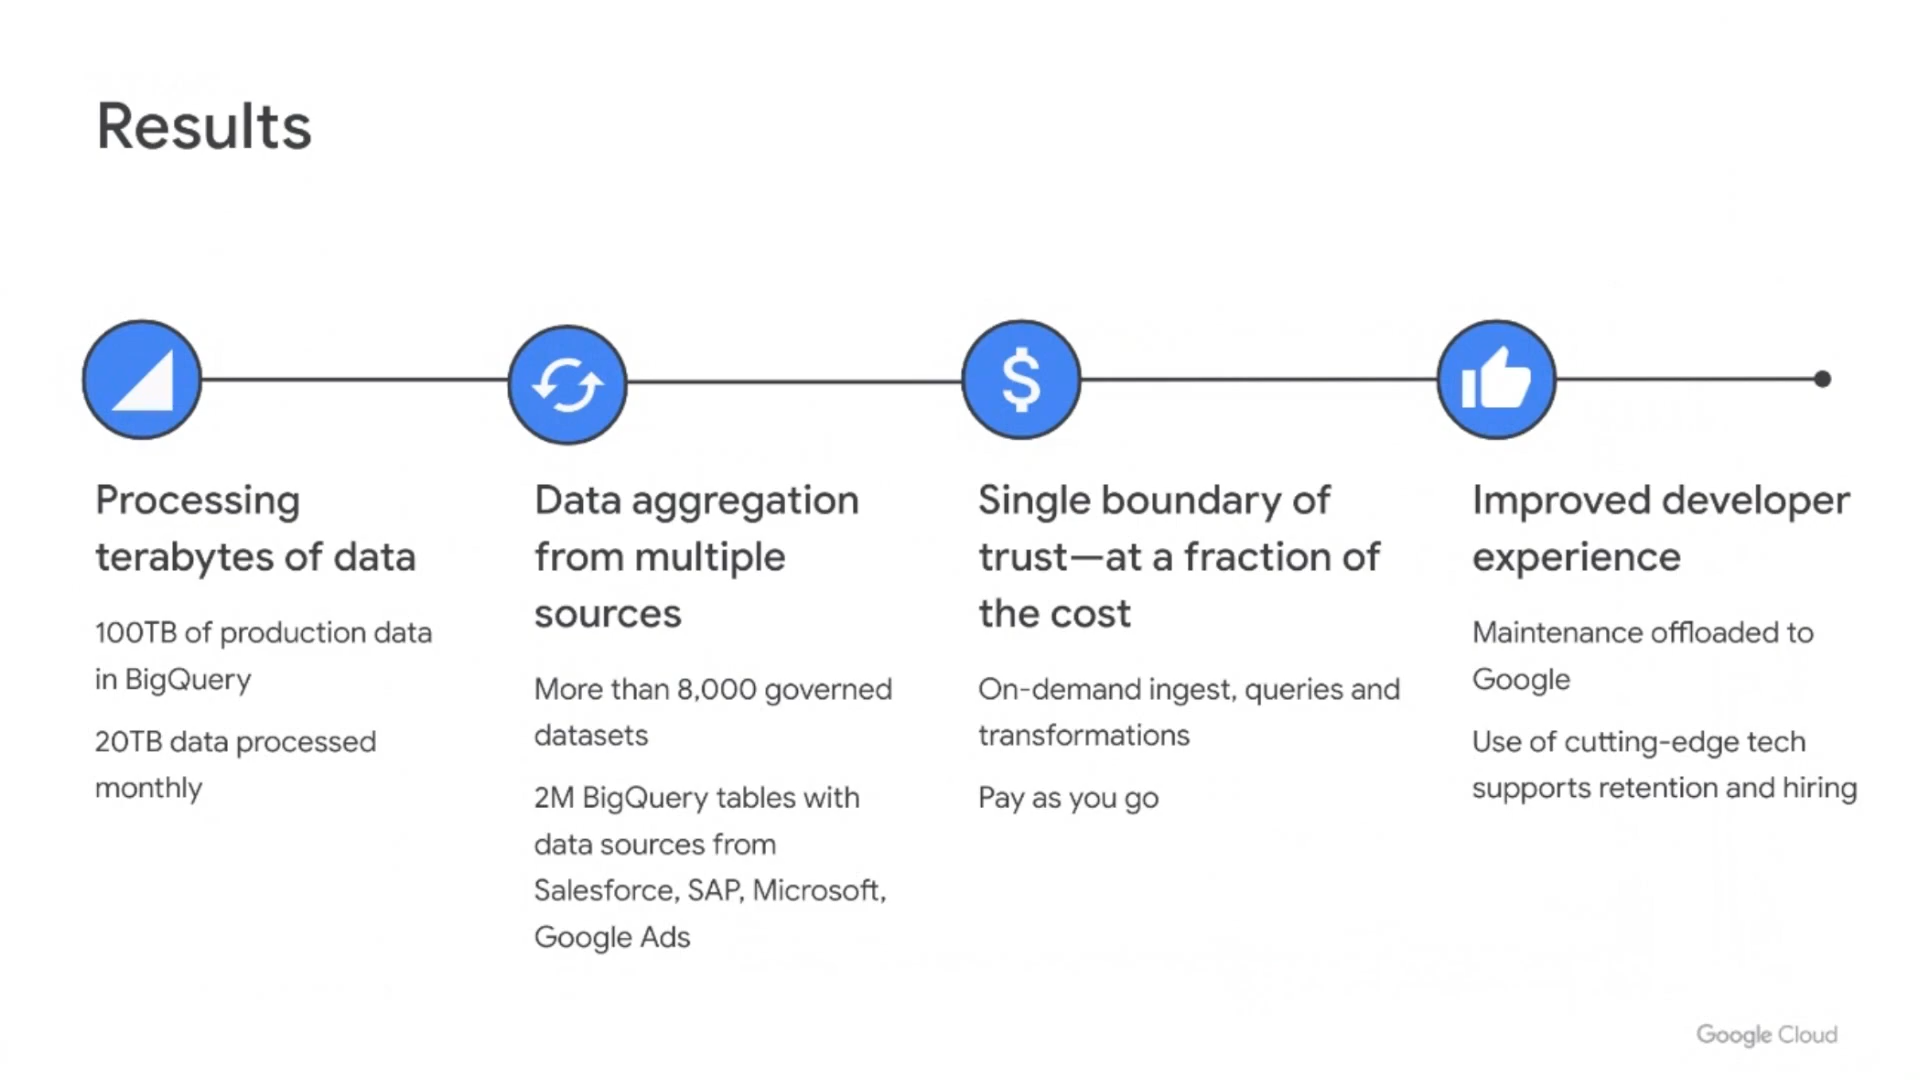 Results
Processing
terabytes of data
100TB of production data
in BigQuery
20TB data processed
monthly
Data aggregation
from multiple
sources
More than 8,000 governed
datasets
2M BigQuery tables with
data sources from
Salesforce, SAP, Microsoft,
Google Ads
$
Single boundary of
trust—at a fraction of
the cost
On-demand ingest, queries and
transformations
Pay as you go
Improved developer
experience
Maintenance offloaded to
Google
Use of cutting-edge tech
supports retention and hiring
Google Cloud